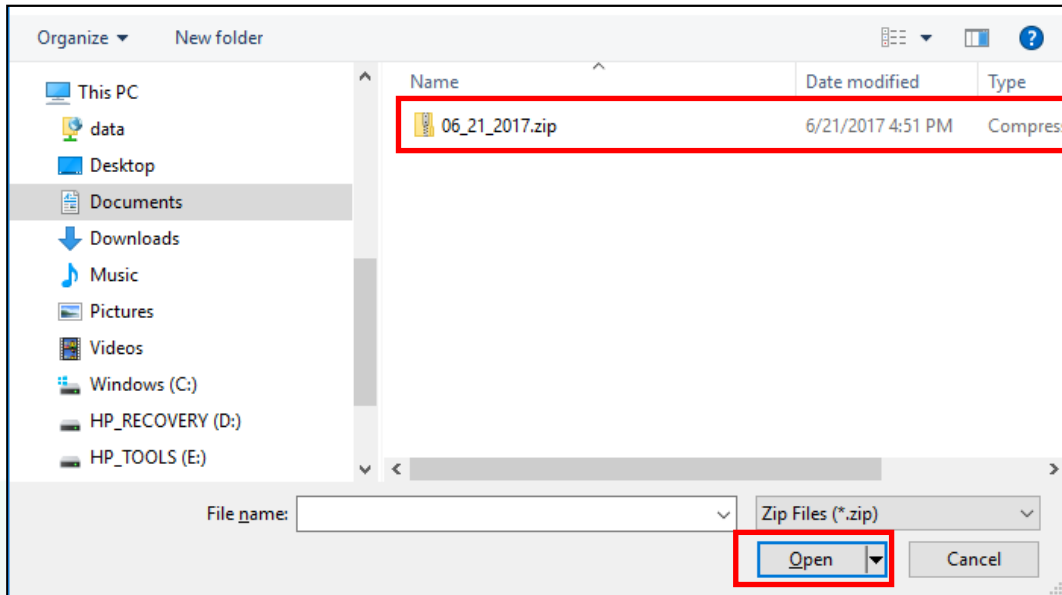 Organize New folder ?
This PC
data
Desktop
Documents
Downloads
Music
Pictures
Videos
Windows (C:)
HP_RECOVERY (D:)
HP_TOOLS (E:)
Name Date modified Type
06_21_2017.zip 6/21/2017 4:51 PM Compres
File name: Zip Files (*.zip)
Open Cancel